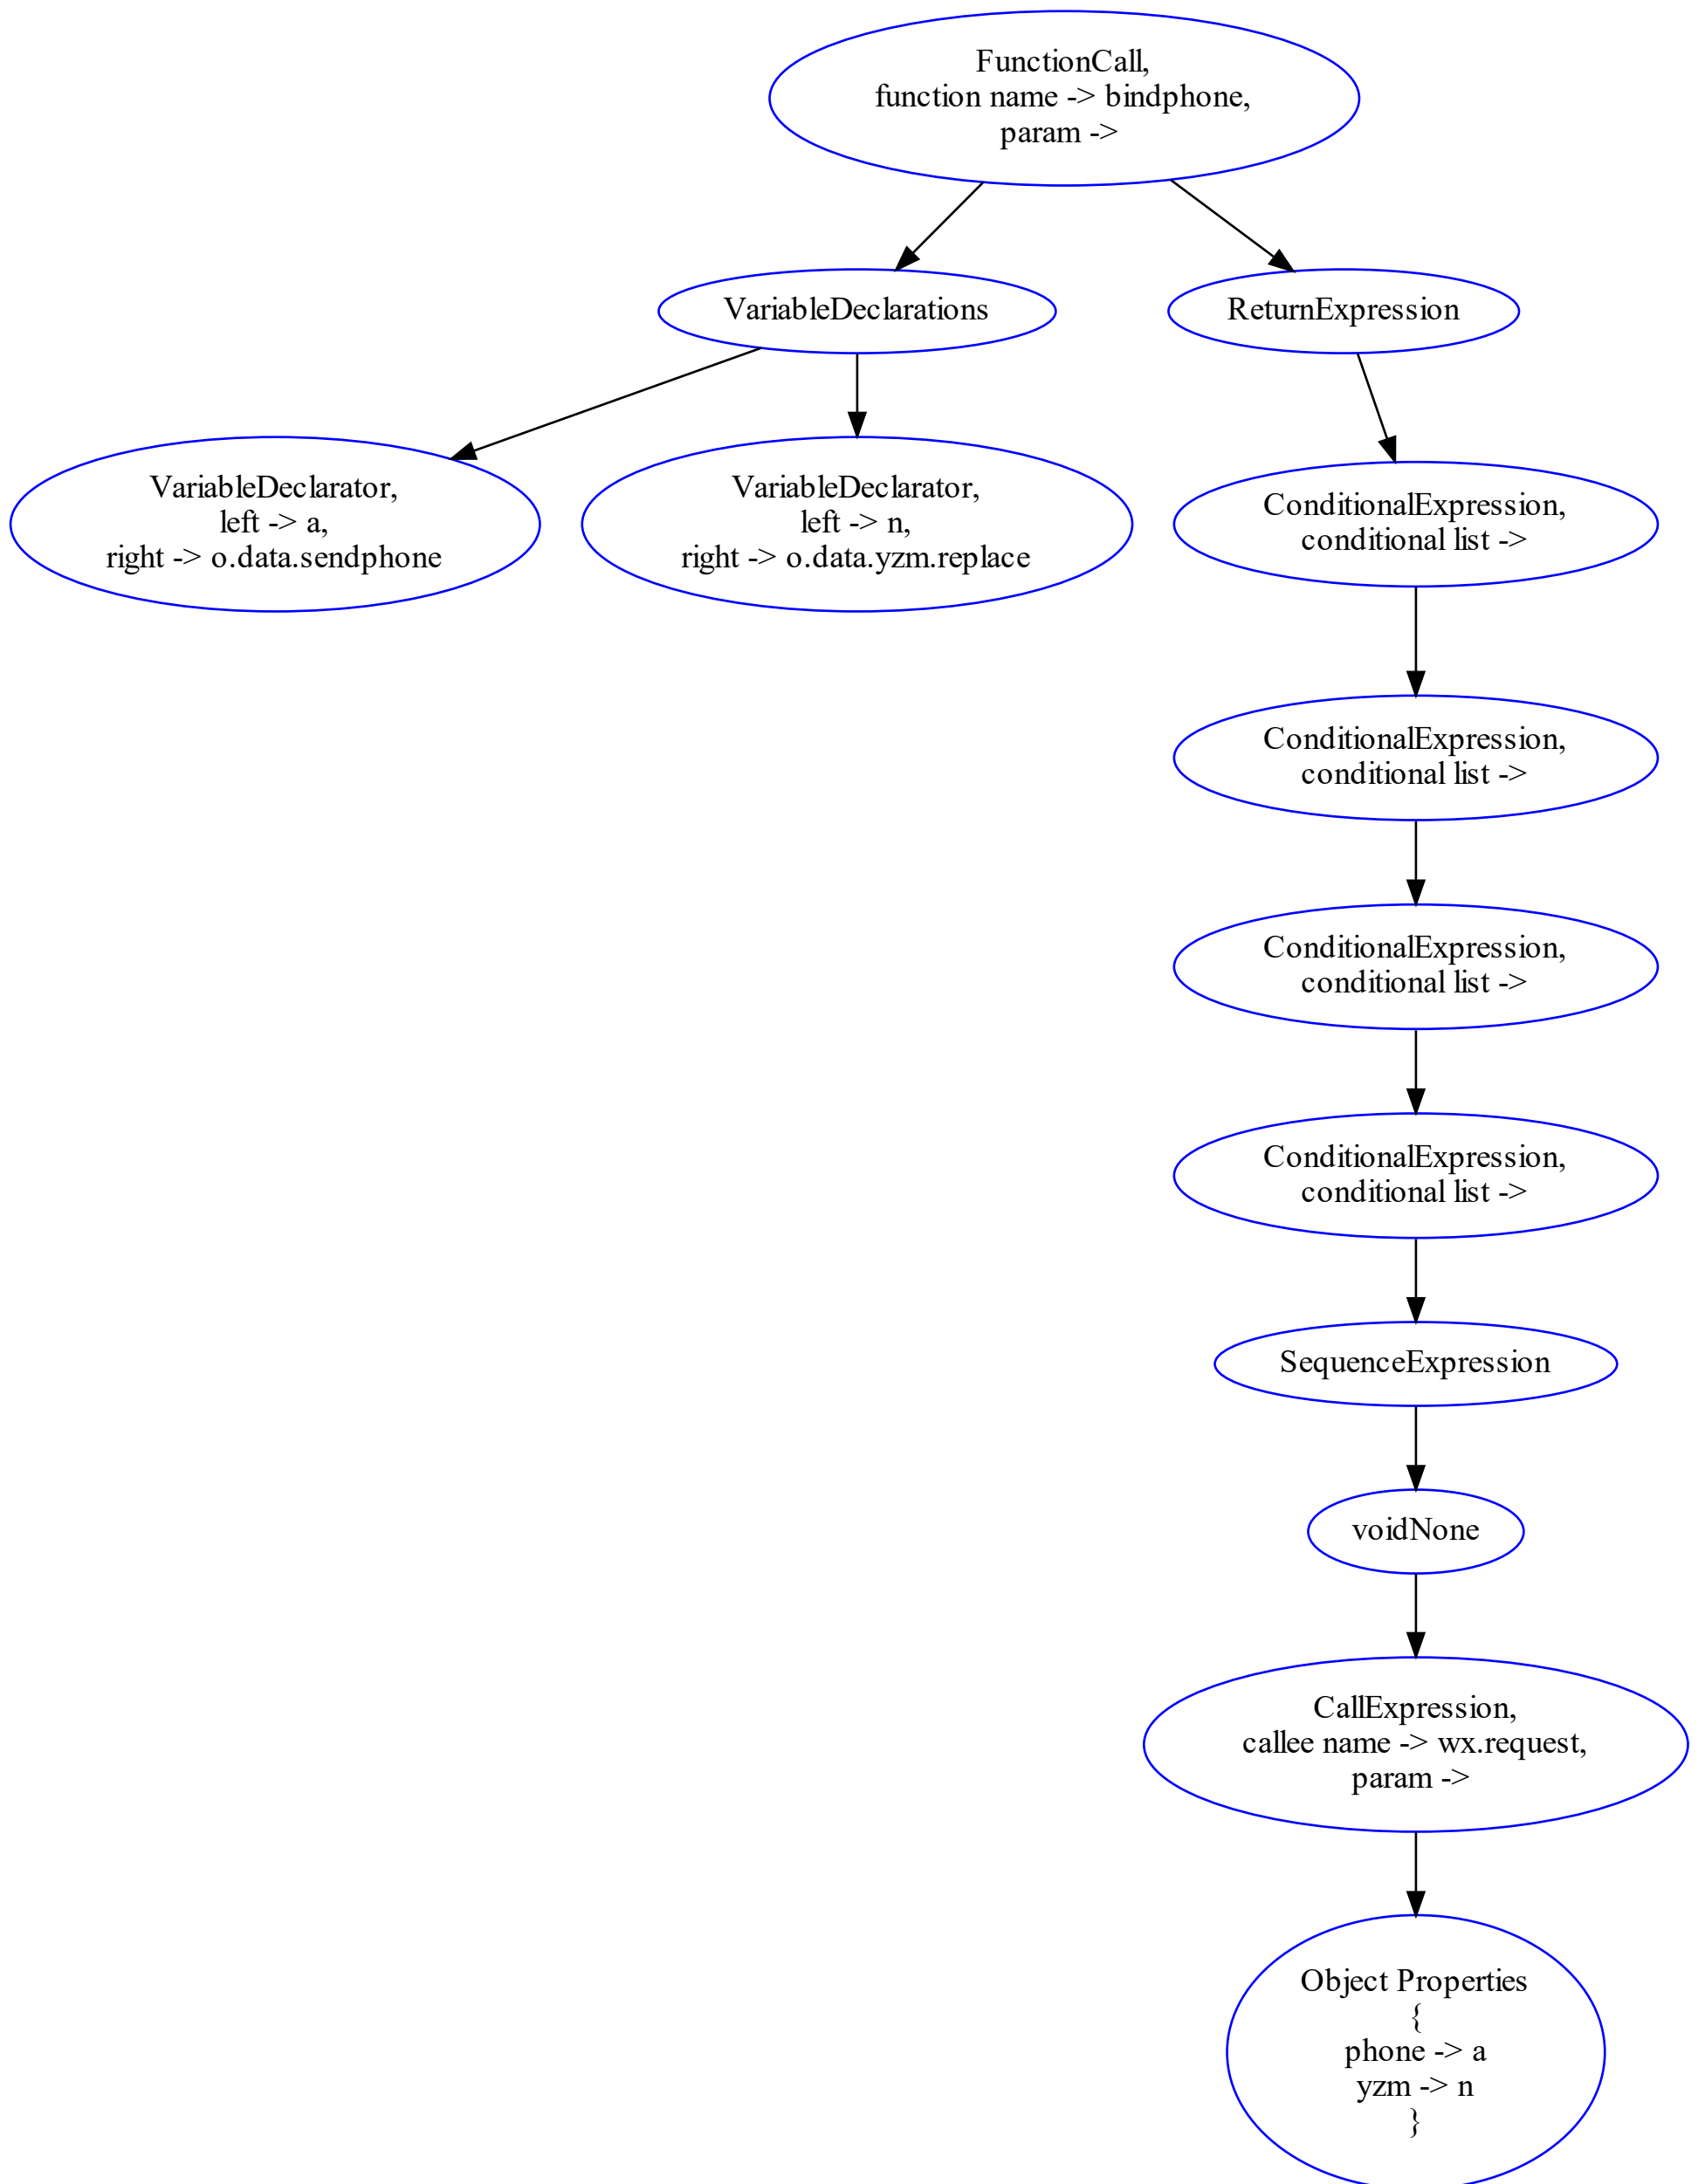 FunctionCall,
function name -> bindphone,
param ->
VariableDeclarations
ReturnExpression
VariableDeclarator,
left -> a,
right -> o.data.sendphone
VariableDeclarator,
left -> n,
right -> o.data.yzm.replace
ConditionalExpression,
conditional list ->
ConditionalExpression,
conditional list ->
ConditionalExpression,
conditional list ->
ConditionalExpression,
conditional list ->
SequenceExpression
voidNone
CallExpression,
callee name -> wx.request,
param ->
Object Properties
{
phone -> a
yzm -> n
}